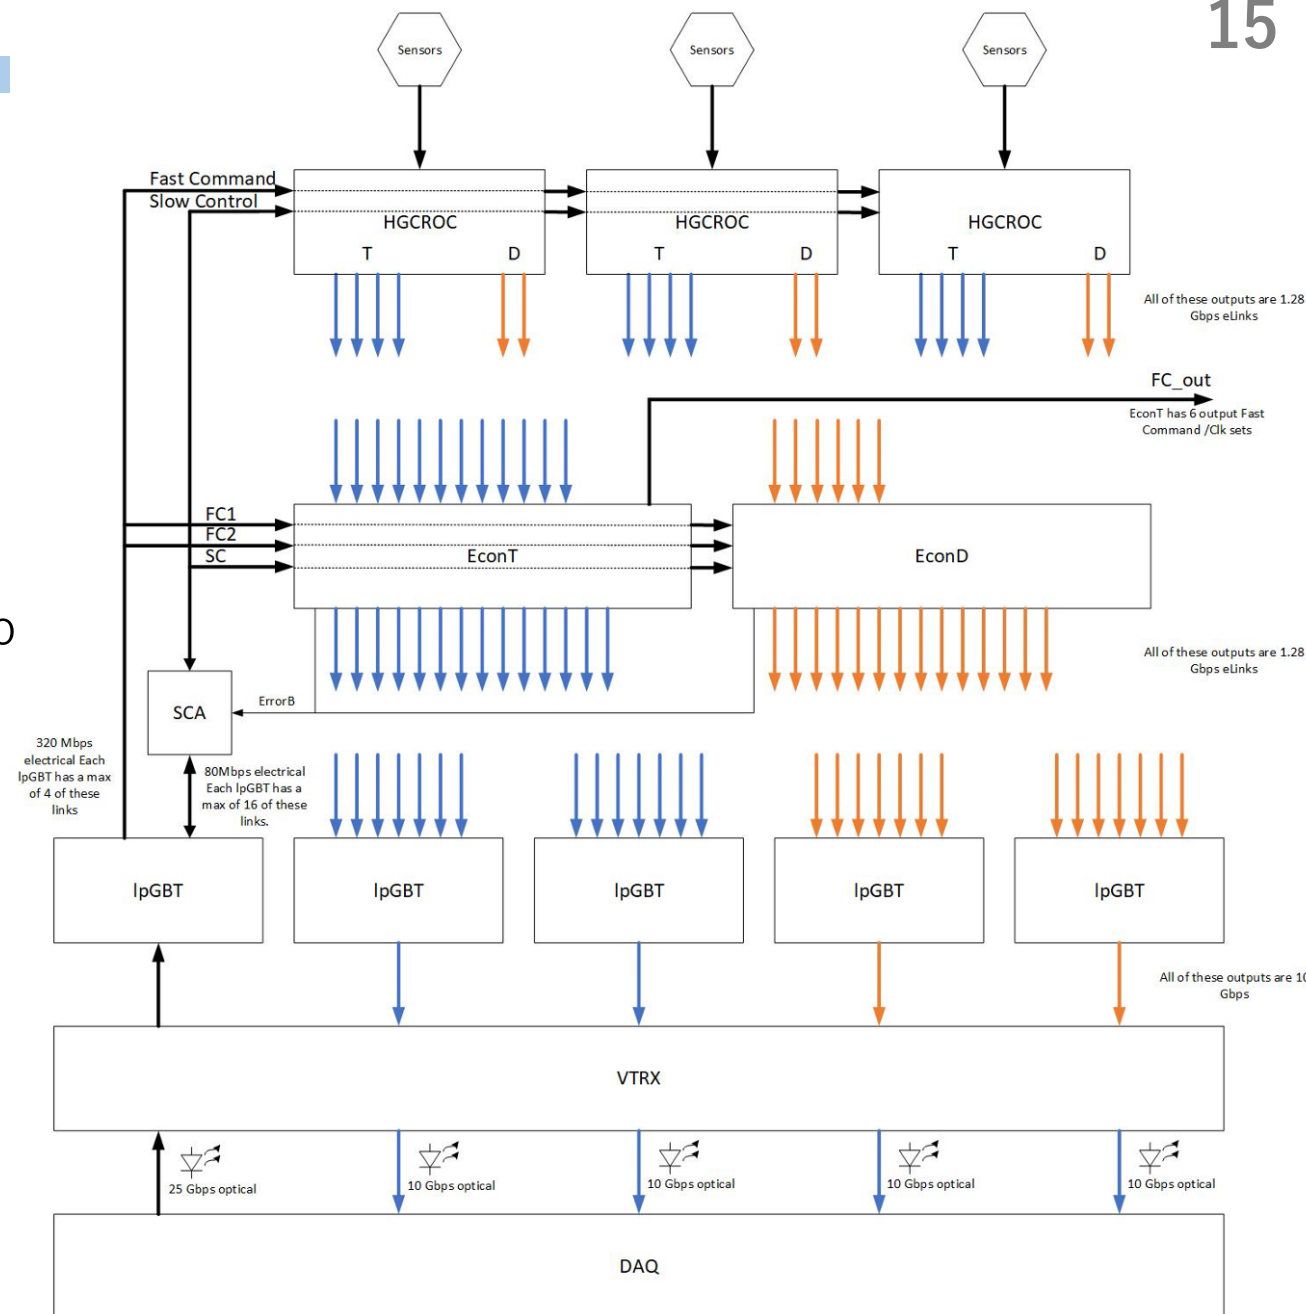 15
Sensors
Sensors
Sensors
Fast Command
Slow Control
HGCROC
HGCROC
HGCROC
T
D
T
D
T
D
All of these outputs are 1.28
Gbps eLinks
FC_out
EconT has 6 output Fast
Command /Clk sets
FC1
FC2
SC
EconT
EconD
All of these outputs are 1.28
Gbps eLinks
SCA
ErrorB
320 Mbps
electrical Each
lpGBT has a max
of 4 of these
links
80Mbps electrical
Each lpGBT has a
max of 16 of these
links.
lpGBT
lpGBT
lpGBT
lpGBT
lpGBT
All of these outputs are 10
Gbps
VTRX
25 Gbps optical
10 Gbps optical
10 Gbps optical
10 Gbps optical
10 Gbps optical
DAQ